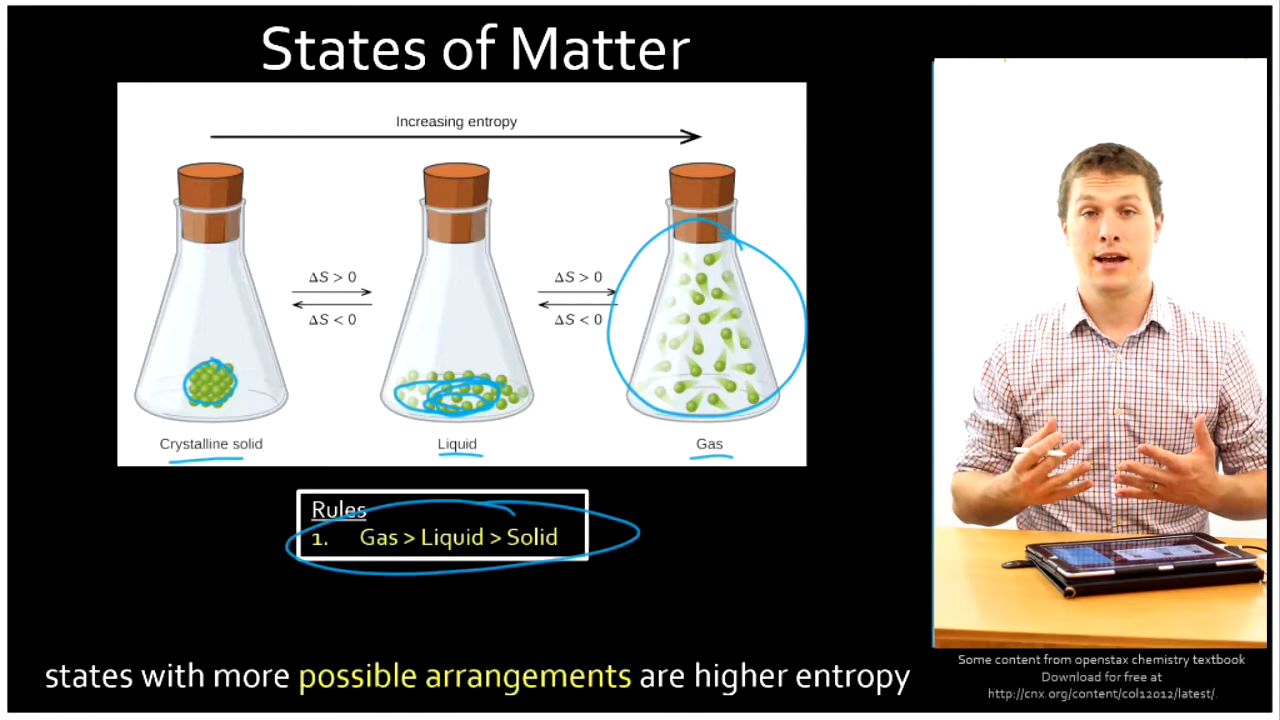 States of Matter
Increasing entropy
ΔS > 0
ΔS < 0
ΔS > 0
ΔS < 0
Crystalline solid
Liquid
Gas
Rules
1. Gas > Liquid > Solid
states with more possible arrangements are higher entropy
Some content from openstax chemistry textbook
Download for free at
http://cnx.org/content/col12012/latest/.